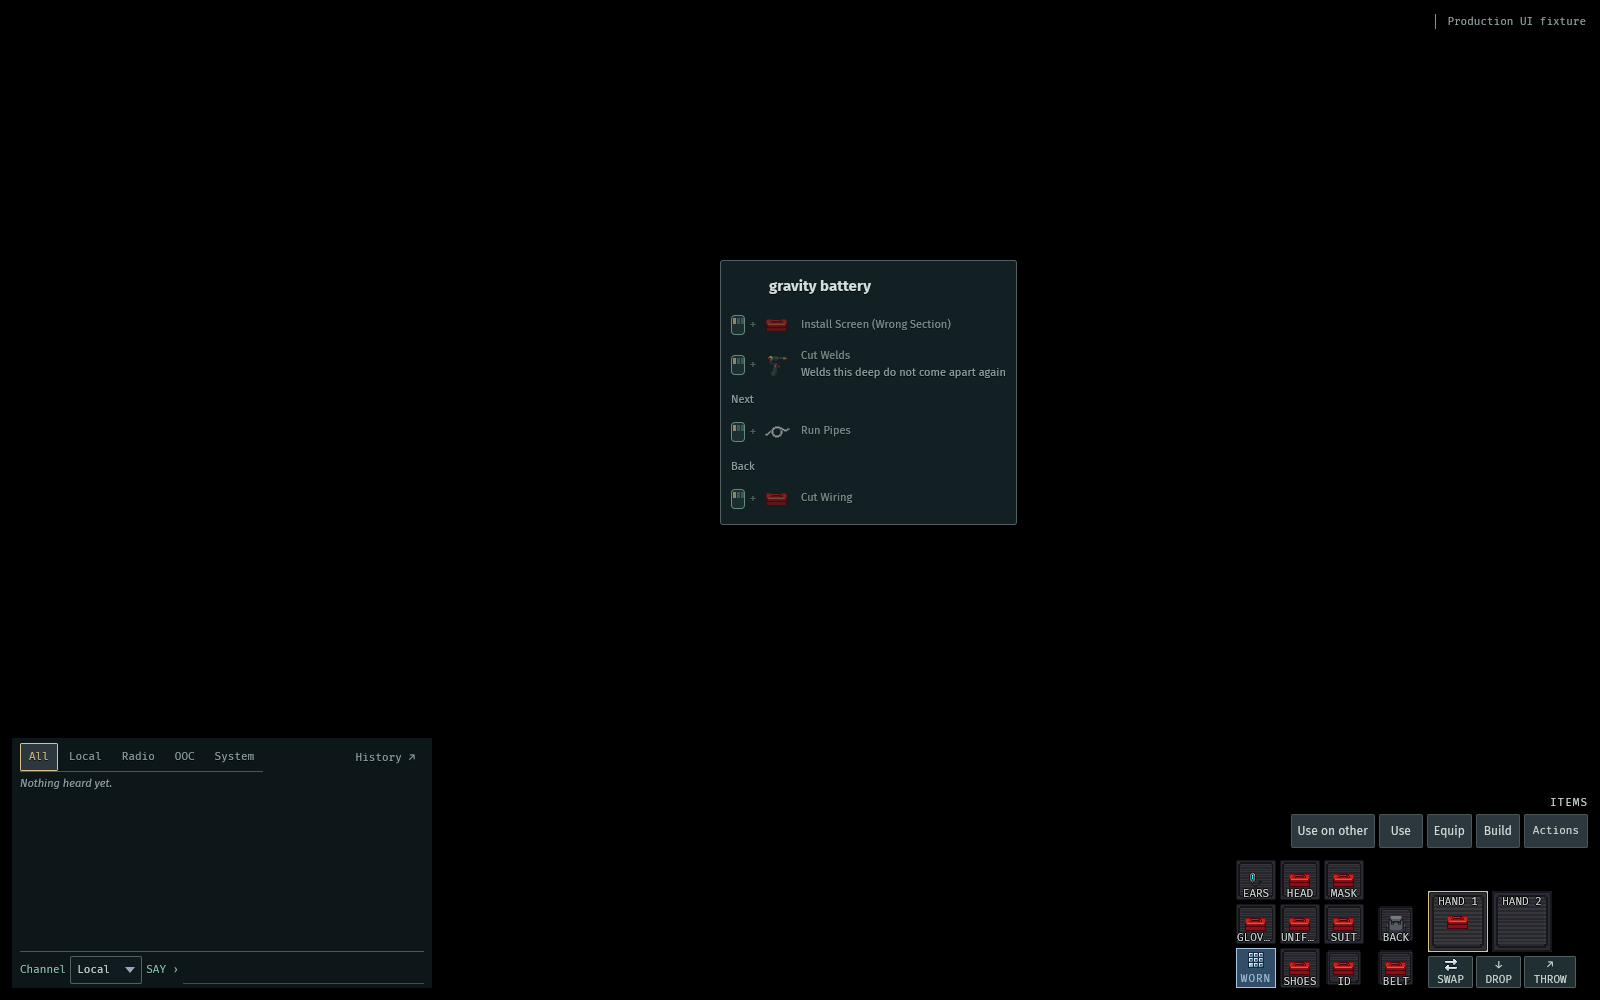 Production UI fixture
gravity battery
+ Install Screen (Wrong Section)
+ Cut Welds
Welds this deep do not come apart again
Next
+ Run Pipes
Back
+ Cut Wiring
All Local Radio OOC System History ↗
Nothing heard yet.
Channel Local SAY ›
ITEMS
Use on other Use Equip Build Actions
EARS HEAD MASK
HAND 1 HAND 2
GLOV… UNIF… SUIT BACK
WORN SHOES ID BELT
SWAP DROP THROW